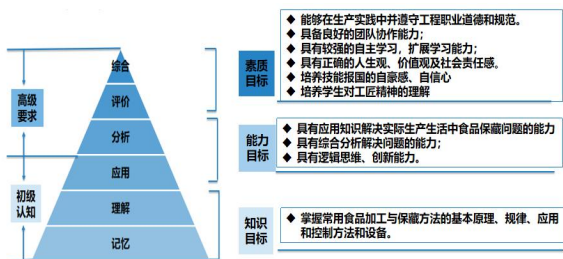 综合
评价
分析
应用
理解
记忆
高级
要求
初级
认知
素质
目标
◆ 能够在生产实践中并遵守工程职业道德和规范。
◆ 具备良好的团队协作能力；
◆ 具有较强的自主学习，扩展学习能力；
◆ 具有正确的人生观、价值观及社会责任感。
◆ 培养技能报国的自豪感、自信心
◆ 培养学生对工匠精神的理解
能力
目标
◆ 具有应用知识解决实际生产生活中食品保藏问题的能力
◆ 具有综合分析解决问题的能力；
◆ 具有逻辑思维、创新能力。
知识
目标
◆ 掌握常用食品加工与保藏方法的基本原理、规律、应用
和控制方法和设备。